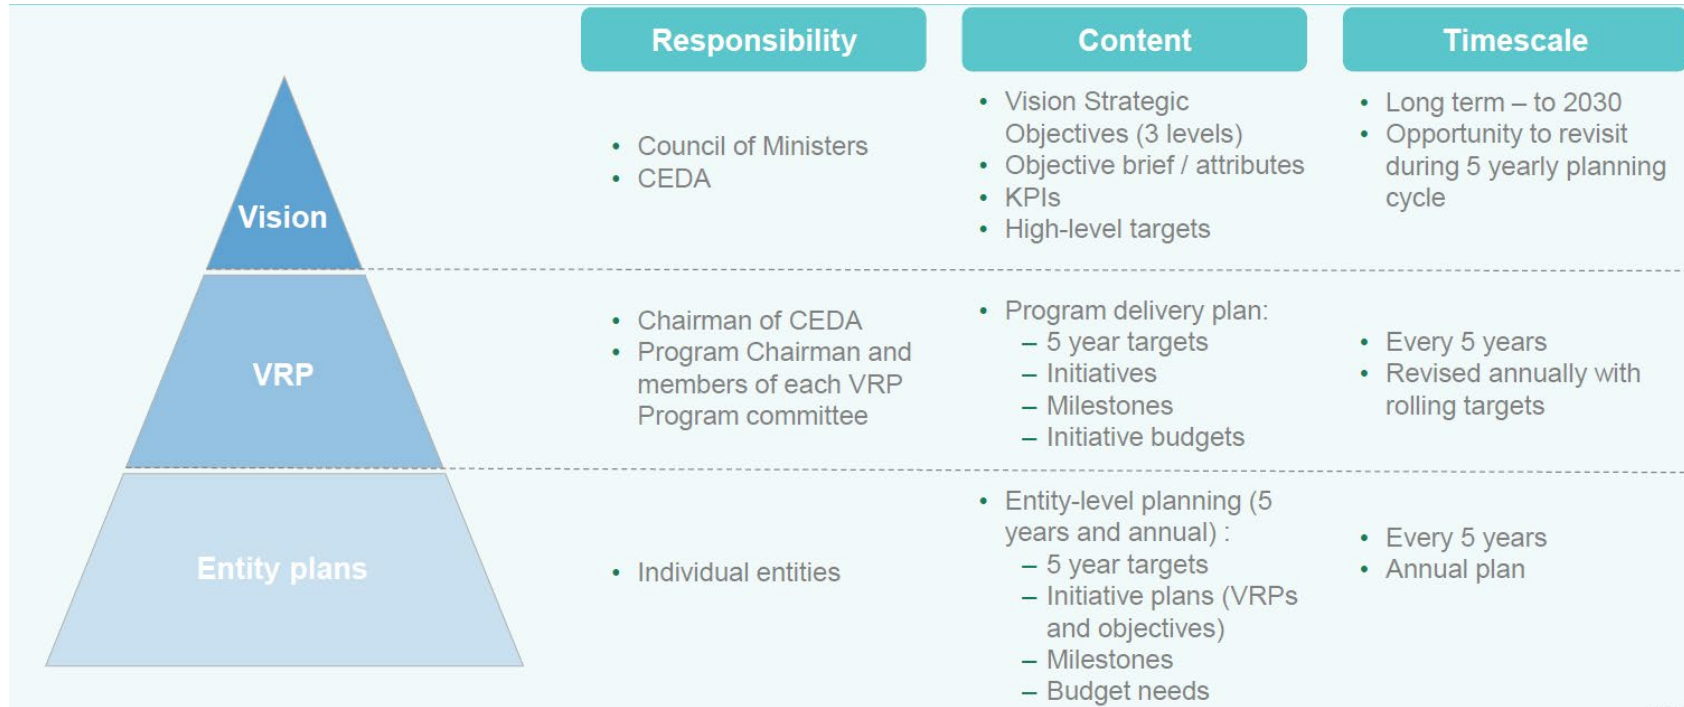 Responsibility
Content
Timescale
Vision
• Council of Ministers
• CEDA
• Vision Strategic
Objectives (3 levels)
• Objective brief / attributes
• KPIs
• High-level targets
• Long term – to 2030
• Opportunity to revisit
during 5 yearly planning
cycle
VRP
• Chairman of CEDA
• Program Chairman and
members of each VRP
Program committee
• Program delivery plan:
– 5 year targets
– Initiatives
– Milestones
– Initiative budgets
• Every 5 years
• Revised annually with
rolling targets
Entity plans
• Individual entities
• Entity-level planning (5
years and annual) :
– 5 year targets
– Initiative plans (VRPs
and objectives)
– Milestones
– Budget needs
• Every 5 years
• Annual plan